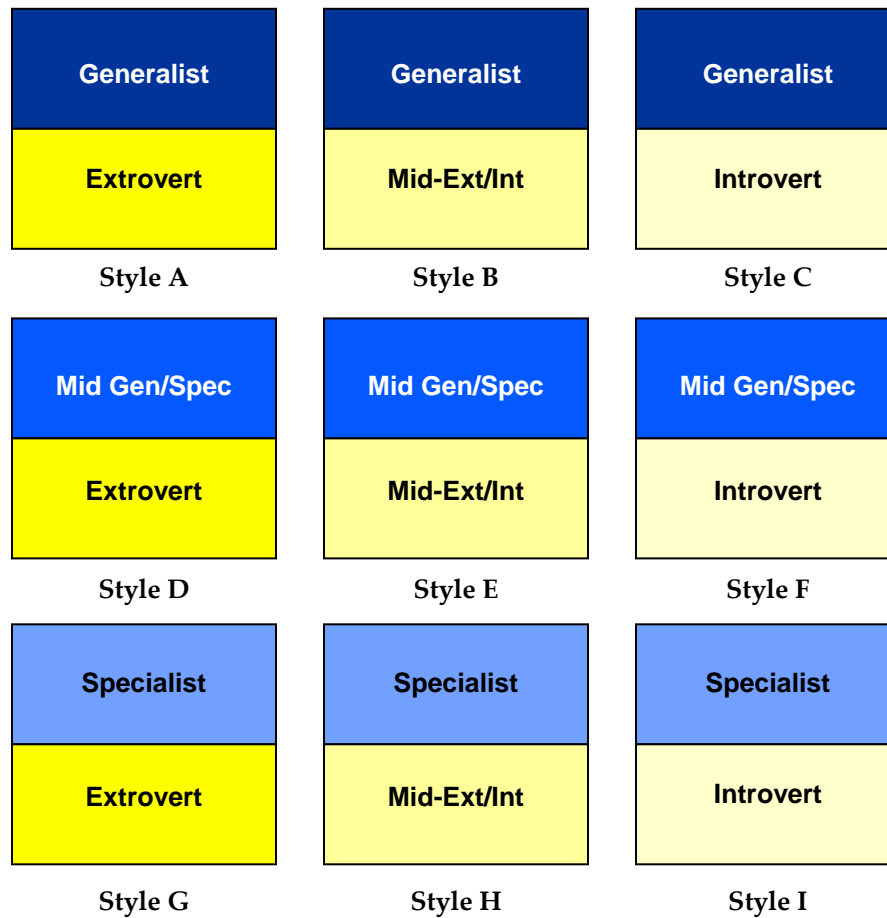 Generalist Generalist Generalist
Extrovert Mid-Ext/Int Introvert
Style A Style B Style C
Mid Gen/Spec Mid Gen/Spec Mid Gen/Spec
Extrovert Mid-Ext/Int Introvert
Style D Style E Style F
Specialist Specialist Specialist
Extrovert Mid-Ext/Int Introvert
Style G Style H Style I